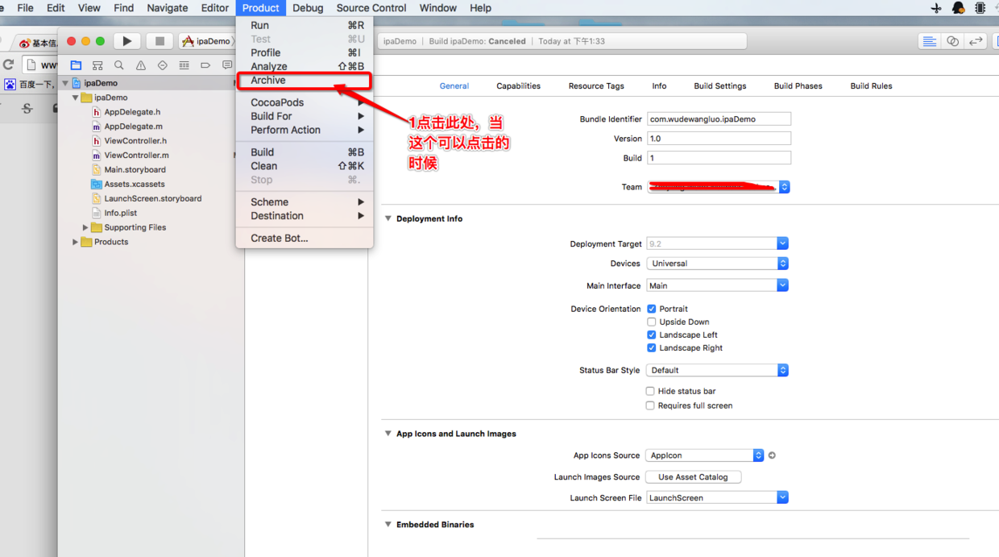 File Edit View Find Navigate Editor Product Debug Source Control Window Help
基本信
ipaDemo
ipaDemo | Build ipaDemo: Canceled | Today at 下午1:33
www
百度一下,
S
Run ⌘R
Test ⌘U
Profile ⌘I
Analyze ⇧⌘B
Archive
CocoaPods
Build For
Perform Action
Build ⌘B
Clean ⇧⌘K
Stop ⌘.
Scheme
Destination
Create Bot...
1点击此处，当
这个可以点击的
时候
ipaDemo
ipaDemo
h AppDelegate.h
m AppDelegate.m
h ViewController.h
m ViewController.m
Main.storyboard
Assets.xcassets
LaunchScreen.storyboard
Info.plist
Supporting Files
Products
General Capabilities Resource Tags Info Build Settings Build Phases Build Rules
Bundle Identifier com.wudewangluo.ipaDemo
Version 1.0
Build 1
Team
Deployment Info
Deployment Target 9.2
Devices Universal
Main Interface Main
Device Orientation Portrait
Upside Down
Landscape Left
Landscape Right
Status Bar Style Default
Hide status bar
Requires full screen
App Icons and Launch Images
App Icons Source AppIcon
Launch Images Source Use Asset Catalog
Launch Screen File LaunchScreen
Embedded Binaries